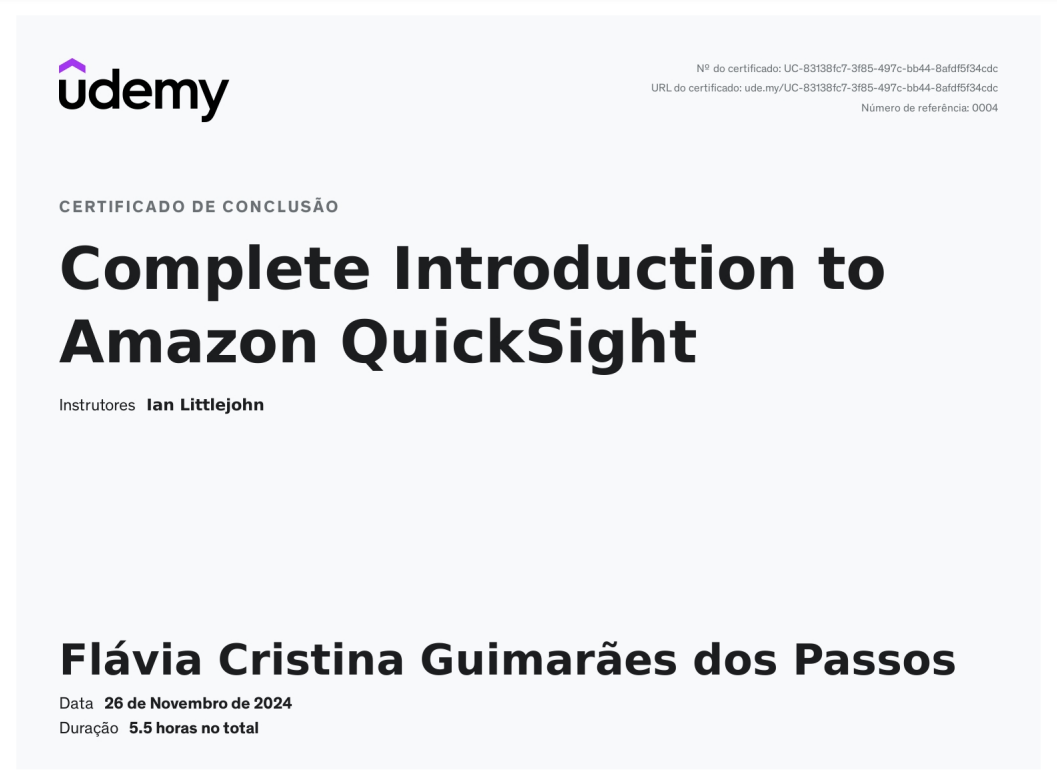 udemy
Nº do certificado: UC-83138fc7-3f85-497c-bb44-8afdf5f34cdc
URL do certificado: ude.my/UC-83138fc7-3f85-497c-bb44-8afdf5f34cdc
Número de referência: 0004
CERTIFICADO DE CONCLUSÃO
Complete Introduction to
Amazon QuickSight
Instrutores Ian Littlejohn
Flávia Cristina Guimarães dos Passos
Data 26 de Novembro de 2024
Duração 5.5 horas no total